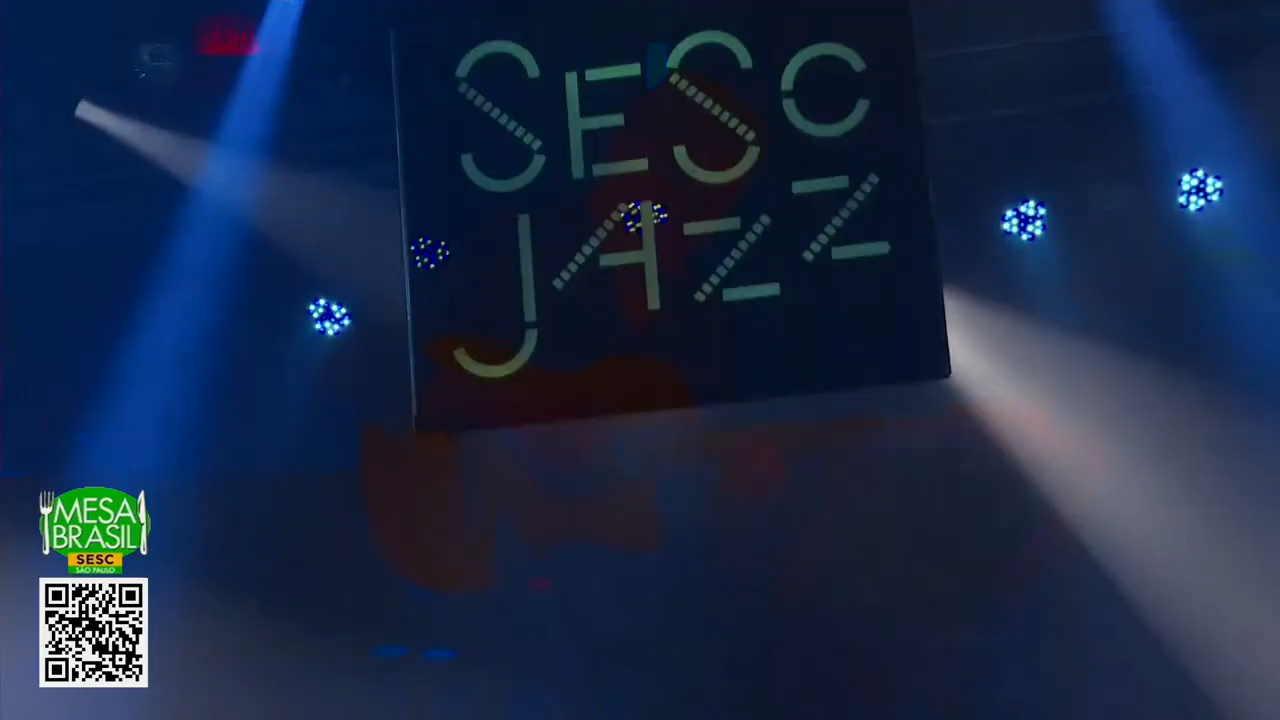 SESC
JAZZ
MESA
BRASIL
SESC
SÃO PAULO